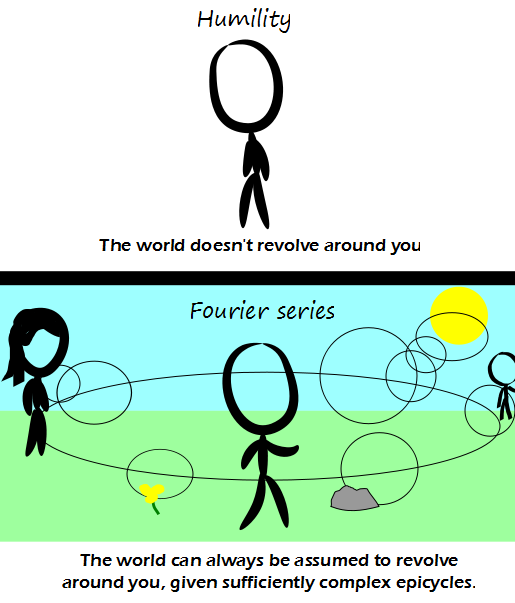 Humility
The world doesn't revolve around you
Fourier series
The world can always be assumed to revolve
around you, given sufficiently complex epicycles.